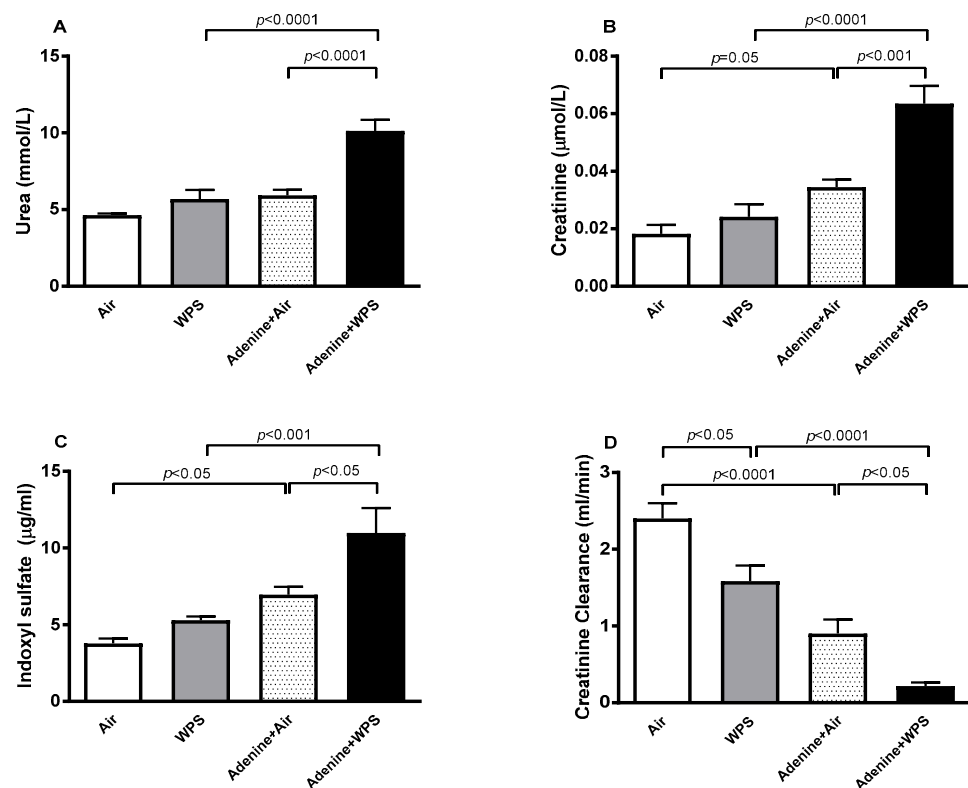 A
p<0.0001
p<0.0001
Urea (mmol/L)
15
10
5
0
Air
WPS
Adenine+Air
Adenine+WPS
B
p<0.0001
p=0.05
p<0.001
Creatinine (μmol/L)
0.08
0.06
0.04
0.02
0.00
Air
WPS
Adenine+Air
Adenine+WPS
C
p<0.001
p<0.05
p<0.05
Indoxyl sulfate (μg/ml)
15
10
5
0
Air
WPS
Adenine+Air
Adenine+WPS
D
p<0.05
p<0.0001
p<0.0001
p<0.05
Creatinine Clearance (ml/min)
3
2
1
0
Air
WPS
Adenine+Air
Adenine+WPS